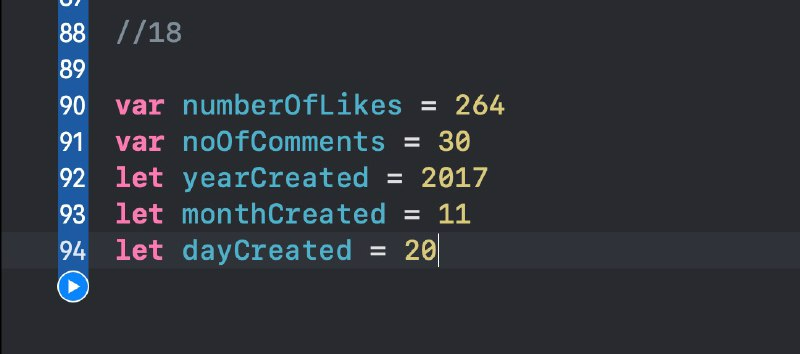 88 //18
89
90 var numberOfLikes = 264
91 var noOfComments = 30
92 let yearCreated = 2017
93 let monthCreated = 11
94 let dayCreated = 20